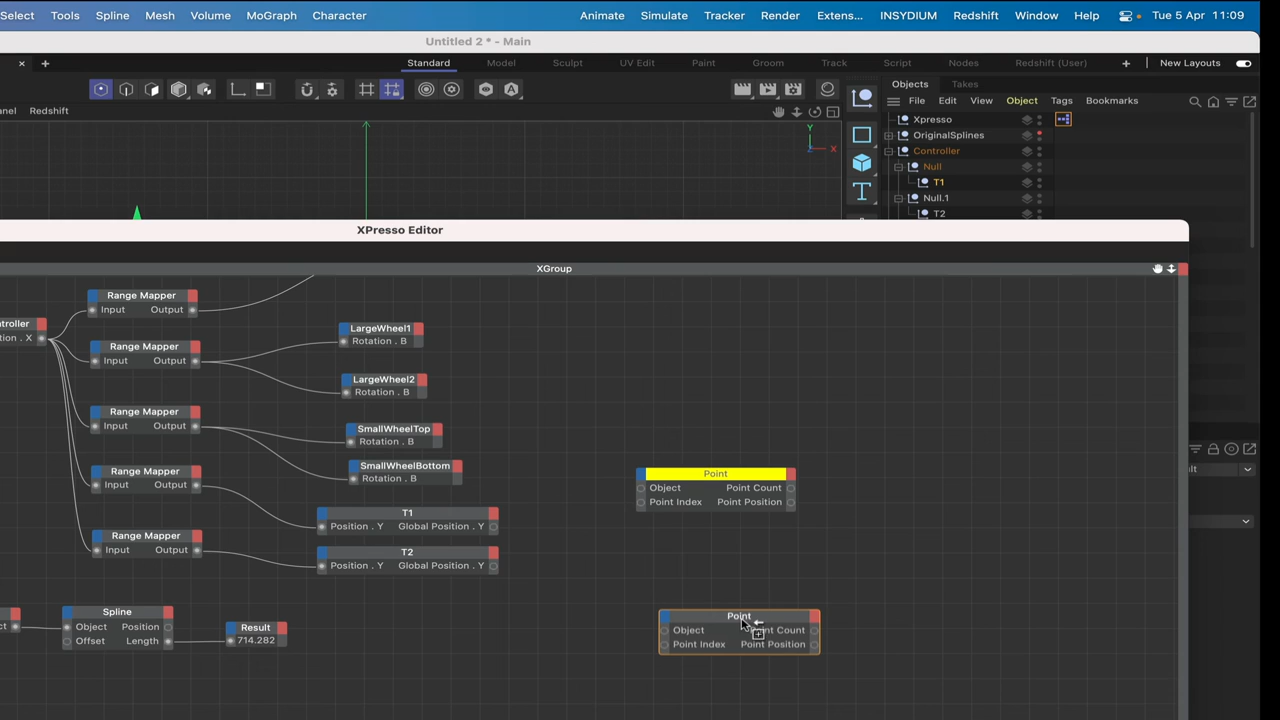 Select Tools Spline Mesh Volume MoGraph Character Animate Simulate Tracker Render Extens... INSYDIUM Redshift Window Help Tue 5 Apr 11:09
Untitled 2 * - Main
Standard Model Sculpt UV Edit Paint Groom Track Script Nodes Redshift (User) New Layouts
Objects Takes
File Edit View Object Tags Bookmarks
anel Redshift
Y
X
Xpresso
OriginalSplines
Controller
Null
T1
Null.1
T2
XPresso Editor
XGroup
Range Mapper
Input Output
ntroller
tion . X
LargeWheel1
Rotation . B
Range Mapper
Input Output
LargeWheel2
Rotation . B
Range Mapper
Input Output
SmallWheelTop
Rotation . B
SmallWheelBottom
Rotation . B
Range Mapper
Input Output
T1
Position . Y Global Position . Y
Range Mapper
Input Output
T2
Position . Y Global Position . Y
Point
Object Point Count
Point Index Point Position
ult
ct
Spline
Object Position
Offset Length
Result
714.282
Point
Object Point Count
Point Index Point Position